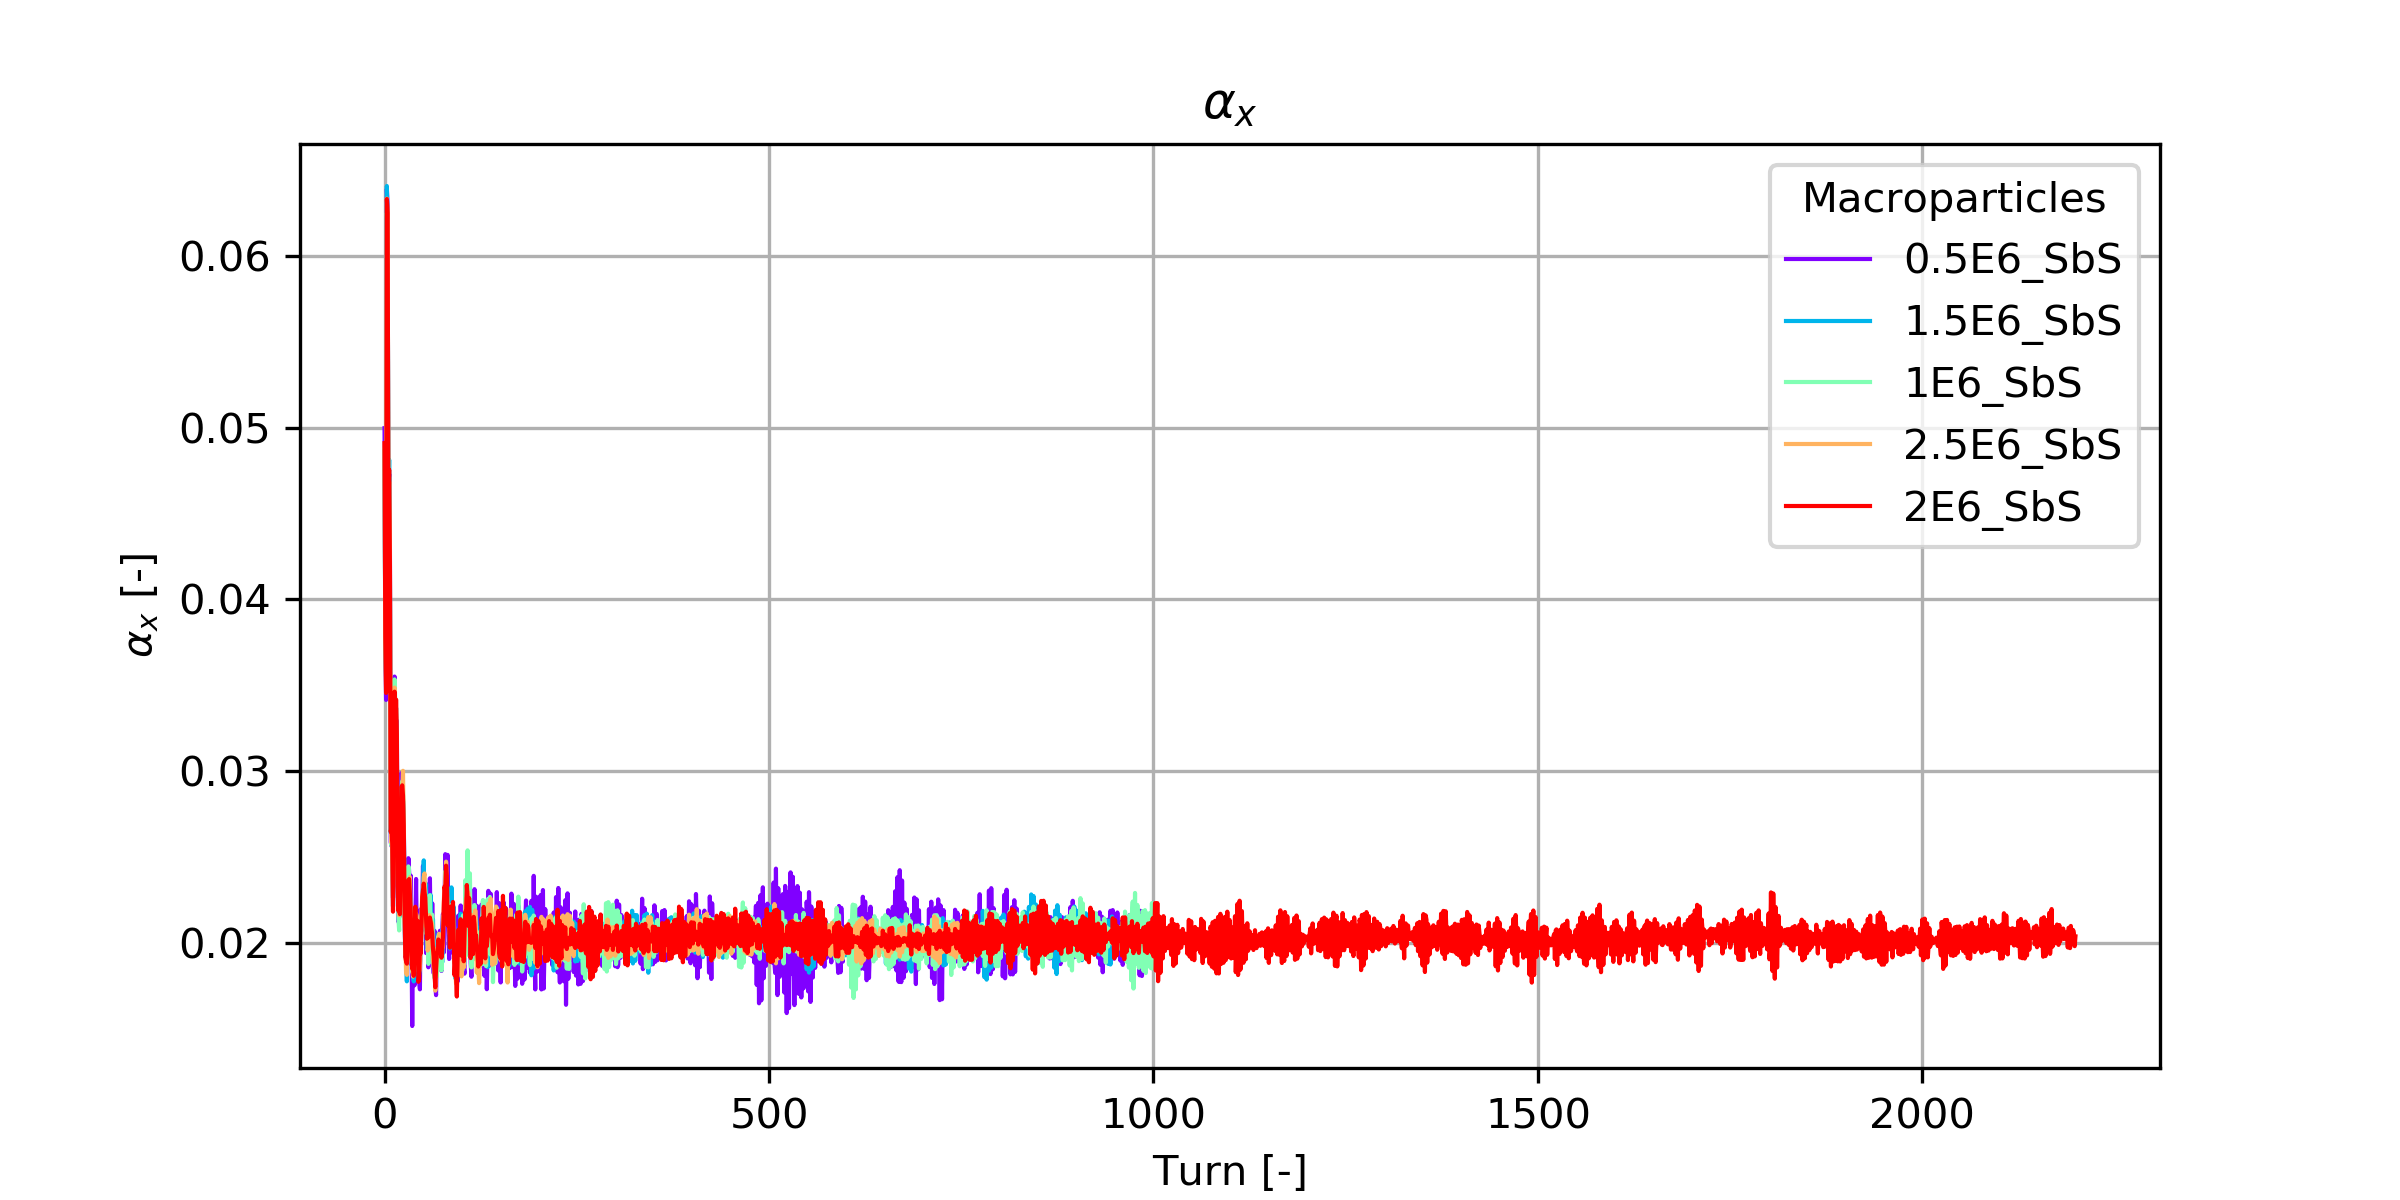 αx
Macroparticles
0.5E6_SbS
1.5E6_SbS
1E6_SbS
2.5E6_SbS
2E6_SbS
0.06
0.05
0.04
0.03
0.02
αx [-]
0 500 1000 1500 2000
Turn [-]